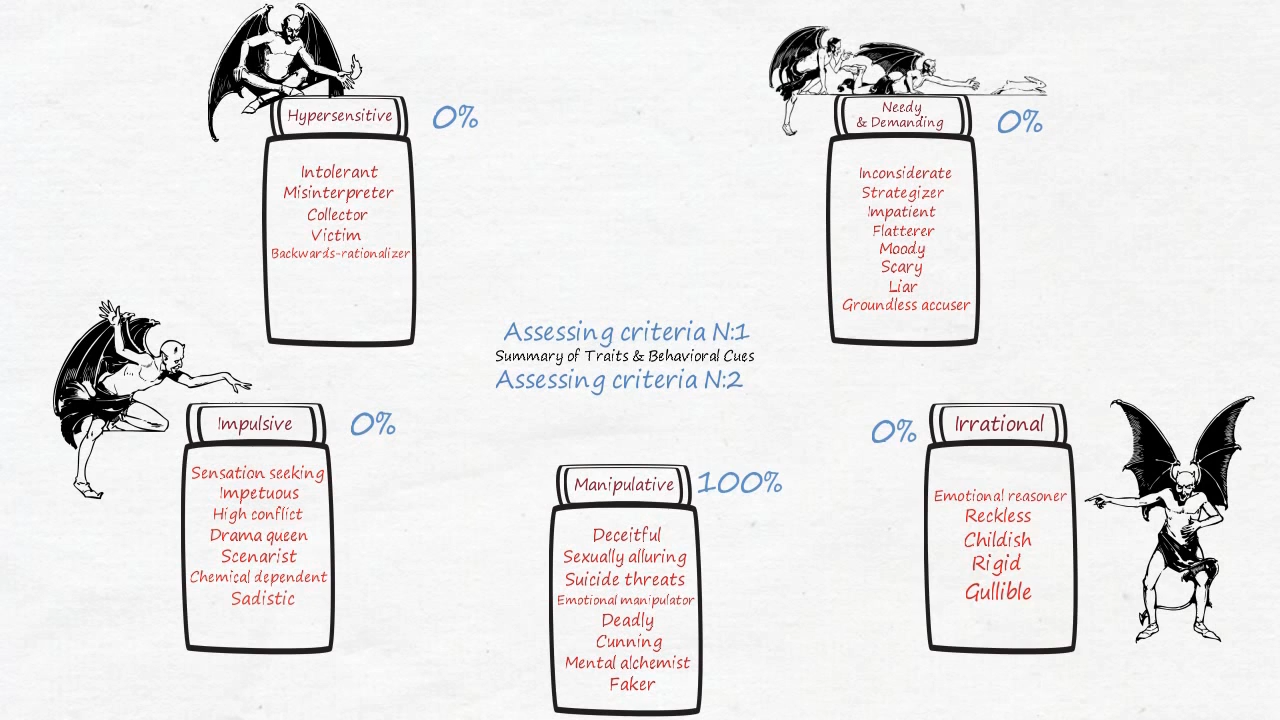 Hypersensitive
0%
Intolerant
Misinterpreter
Collector
Victim
Backwards-rationalizer
Needy
& Demanding
0%
Inconsiderate
Strategizer
Impatient
Flatterer
Moody
Scary
Liar
Groundless accuser
Assessing criteria N:1
Summary of Traits & Behavioral Cues
Assessing criteria N:2
Impulsive
0%
Sensation seeking
Impetuous
High conflict
Drama queen
Scenarist
Chemical dependent
Sadistic
Manipulative
100%
Deceitful
Sexually alluring
Suicide threats
Emotional manipulator
Deadly
Cunning
Mental alchemist
Faker
0%
Irrational
Emotional reasoner
Reckless
Childish
Rigid
Gullible